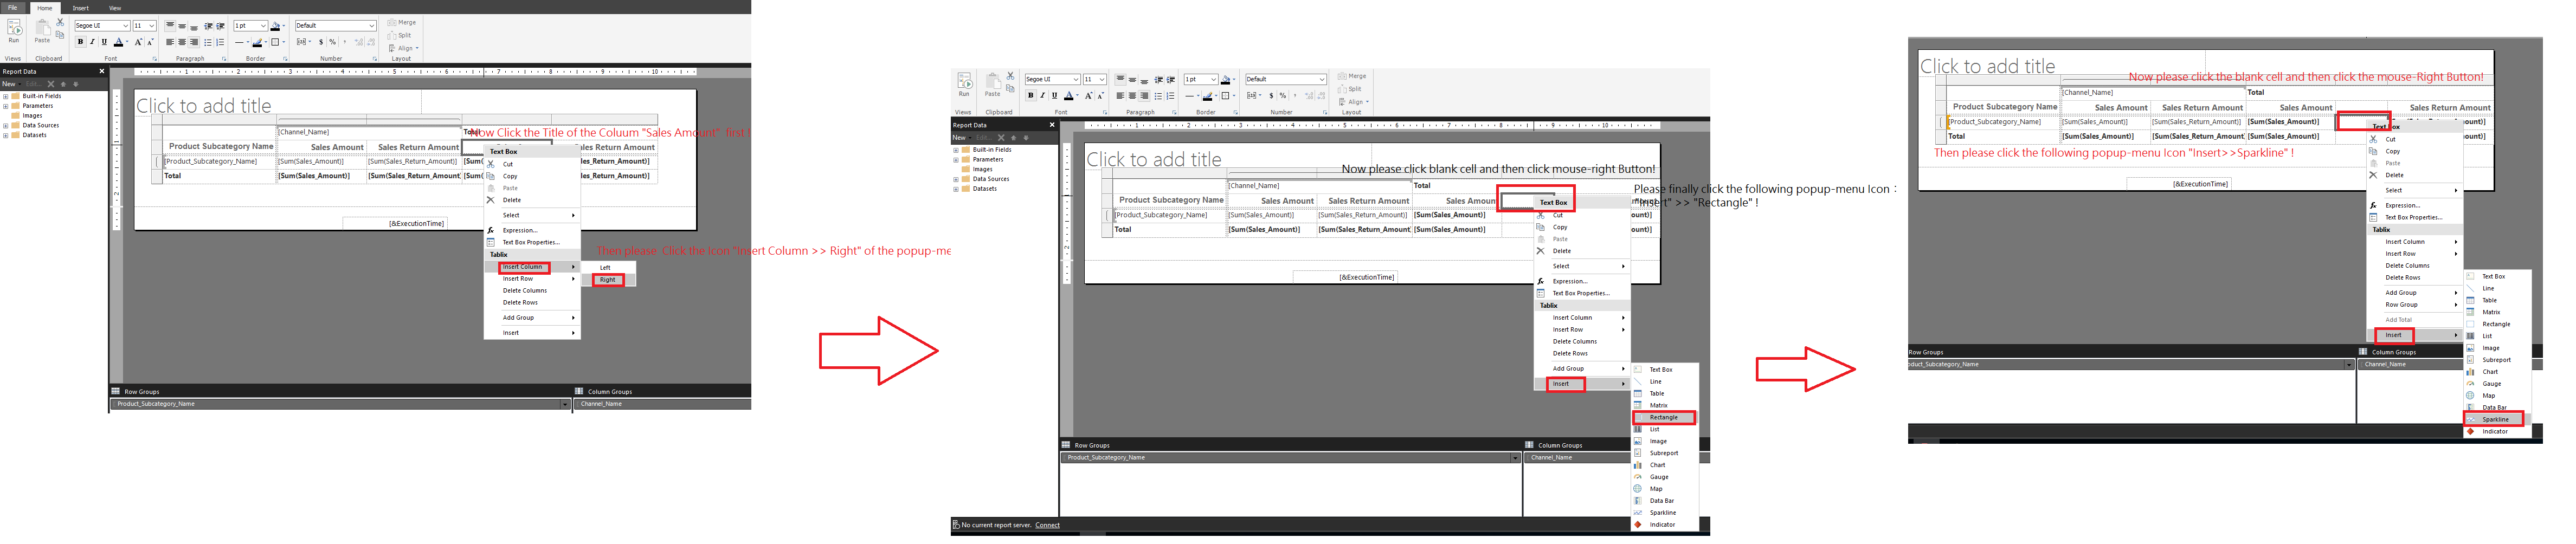 File Home Insert View
Segoe UI 11 1 pt Default Merge
Run Paste B I U A A A $ % , Split
Align
Views Clipboard Font Paragraph Border Number Layout
Report Data
New Edit...
Built-in Fields
Parameters
Images
Data Sources
Datasets
Click to add title
[Channel_Name] Total
Now Click the Title of the Coluum "Sales Amount" first !
Product Subcategory Name Sales Amount Sales Return Amount Sales Return Amount
[Product_Subcategory_Name] [Sum(Sales_Amount)] [Sum(Sales_Return_Amount)] [Sum(Sales_Return_Amount)]
Total [Sum(Sales_Amount)] [Sum(Sales_Return_Amount)] [Sum(Sales_Return_Amount)]
[&ExecutionTime]
Text Box
Cut
Copy
Paste
Delete
Select
Expression...
Text Box Properties...
Tablix
Insert Column
Insert Row
Delete Columns
Delete Rows
Add Group
Insert
Left
Right
Then please Click the Icon "Insert Column >> Right" of the popup-me
Row Groups Column Groups
Product_Subcategory_Name Channel_Name
Segoe UI 11 1 pt Default Merge
Run Paste B I U A A A $ % , Split
Align
Views Clipboard Font Paragraph Border Number Layout
Report Data
New Edit...
Built-in Fields
Parameters
Images
Data Sources
Datasets
Click to add title
Now please click blank cell and then click mouse-right Button!
[Channel_Name] Total
Please finally click the following popup-menu Icon :
"Insert" >> "Rectangle" !
Product Subcategory Name Sales Amount Sales Return Amount Sales Amount
[Product_Subcategory_Name] [Sum(Sales_Amount)] [Sum(Sales_Return_Amount)] [Sum(Sales_Amount)]
Total [Sum(Sales_Amount)] [Sum(Sales_Return_Amount)] [Sum(Sales_Amount)]
[&ExecutionTime]
Text Box
Cut
Copy
Paste
Delete
Select
Expression...
Text Box Properties...
Tablix
Insert Column
Insert Row
Delete Columns
Delete Rows
Add Group
Insert
Text Box
Line
Table
Matrix
Rectangle
List
Image
Subreport
Chart
Gauge
Map
Data Bar
Sparkline
Indicator
Row Groups Column Groups
Product_Subcategory_Name Channel_Name
No current report server. Connect
Click to add title
Now please click the blank cell and then click the mouse-Right Button!
[Channel_Name] Total
Product Subcategory Name Sales Amount Sales Return Amount Sales Amount Sales Return Amount
[Product_Subcategory_Name] [Sum(Sales_Amount)] [Sum(Sales_Return_Amount)] [Sum(Sales_Amount)]
Total [Sum(Sales_Amount)] [Sum(Sales_Return_Amount)] [Sum(Sales_Amount)] [Sum(Sales_Return_Amount)]
Then please click the following popup-menu Icon "Insert>>Sparkline" !
[&ExecutionTime]
Text Box
Cut
Copy
Paste
Delete
Select
Expression...
Text Box Properties...
Tablix
Insert Column
Insert Row
Delete Columns
Delete Rows
Add Group
Row Group
Add Total
Insert
Text Box
Line
Table
Matrix
Rectangle
List
Image
Subreport
Chart
Gauge
Map
Data Bar
Sparkline
Indicator
Row Groups Column Groups
Channel_Name